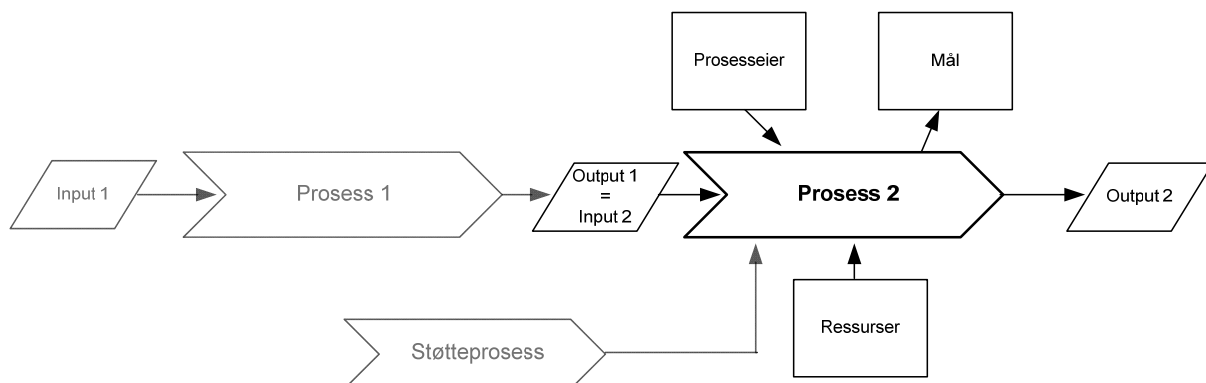 Prosesseier
Mål
Input 1
Prosess 1
Output 1
=
Input 2
Prosess 2
Output 2
Ressurser
Støtteprosess